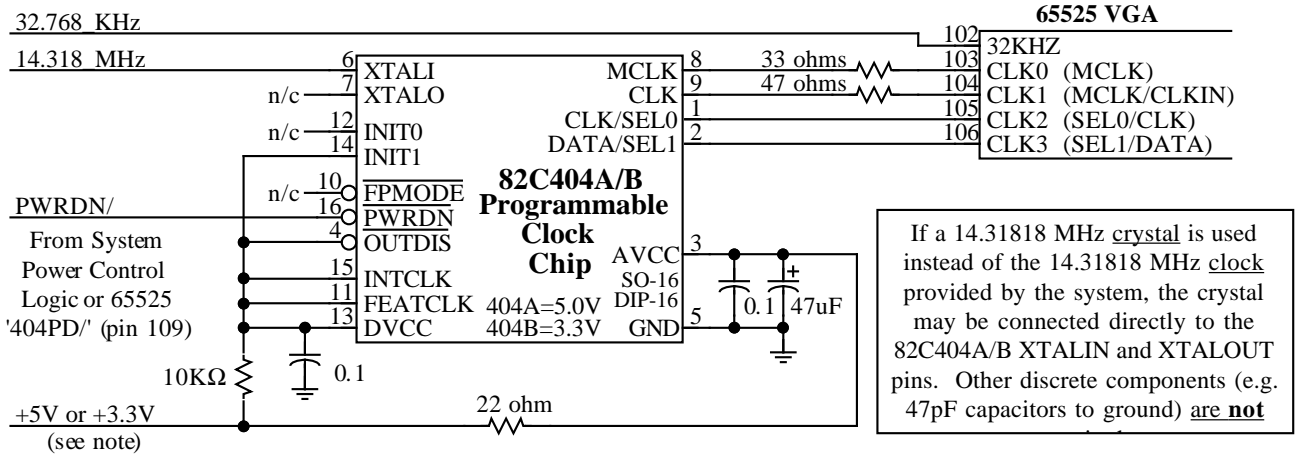 32.768_KHz
14.318_MHz
n/c
n/c
n/c
PWRDN/
From System
Power Control
Logic or 65525
'404PD/' (pin 109)
10KΩ
0.1
+5V or +3.3V
(see note)
22 ohm
6 XTALI
7 XTALO
12 INIT0
14 INIT1
10 FPMODE
16 PWRDN
4 OUTDIS
15 INTCLK
11 FEATCLK
13 DVCC
82C404A/B
Programmable
Clock
Chip
SO-16
DIP-16
404A=5.0V
404B=3.3V
MCLK 8
CLK 9
CLK/SEL0 1
DATA/SEL1 2
AVCC 3
GND 5
33 ohms
47 ohms
0.1
+
47uF
65525 VGA
102 32KHZ
103 CLK0 (MCLK)
104 CLK1 (MCLK/CLKIN)
105 CLK2 (SEL0/CLK)
106 CLK3 (SEL1/DATA)
If a 14.31818 MHz crystal is used
instead of the 14.31818 MHz clock
provided by the system, the crystal
may be connected directly to the
82C404A/B XTALIN and XTALOUT
pins. Other discrete components (e.g.
47pF capacitors to ground) are not